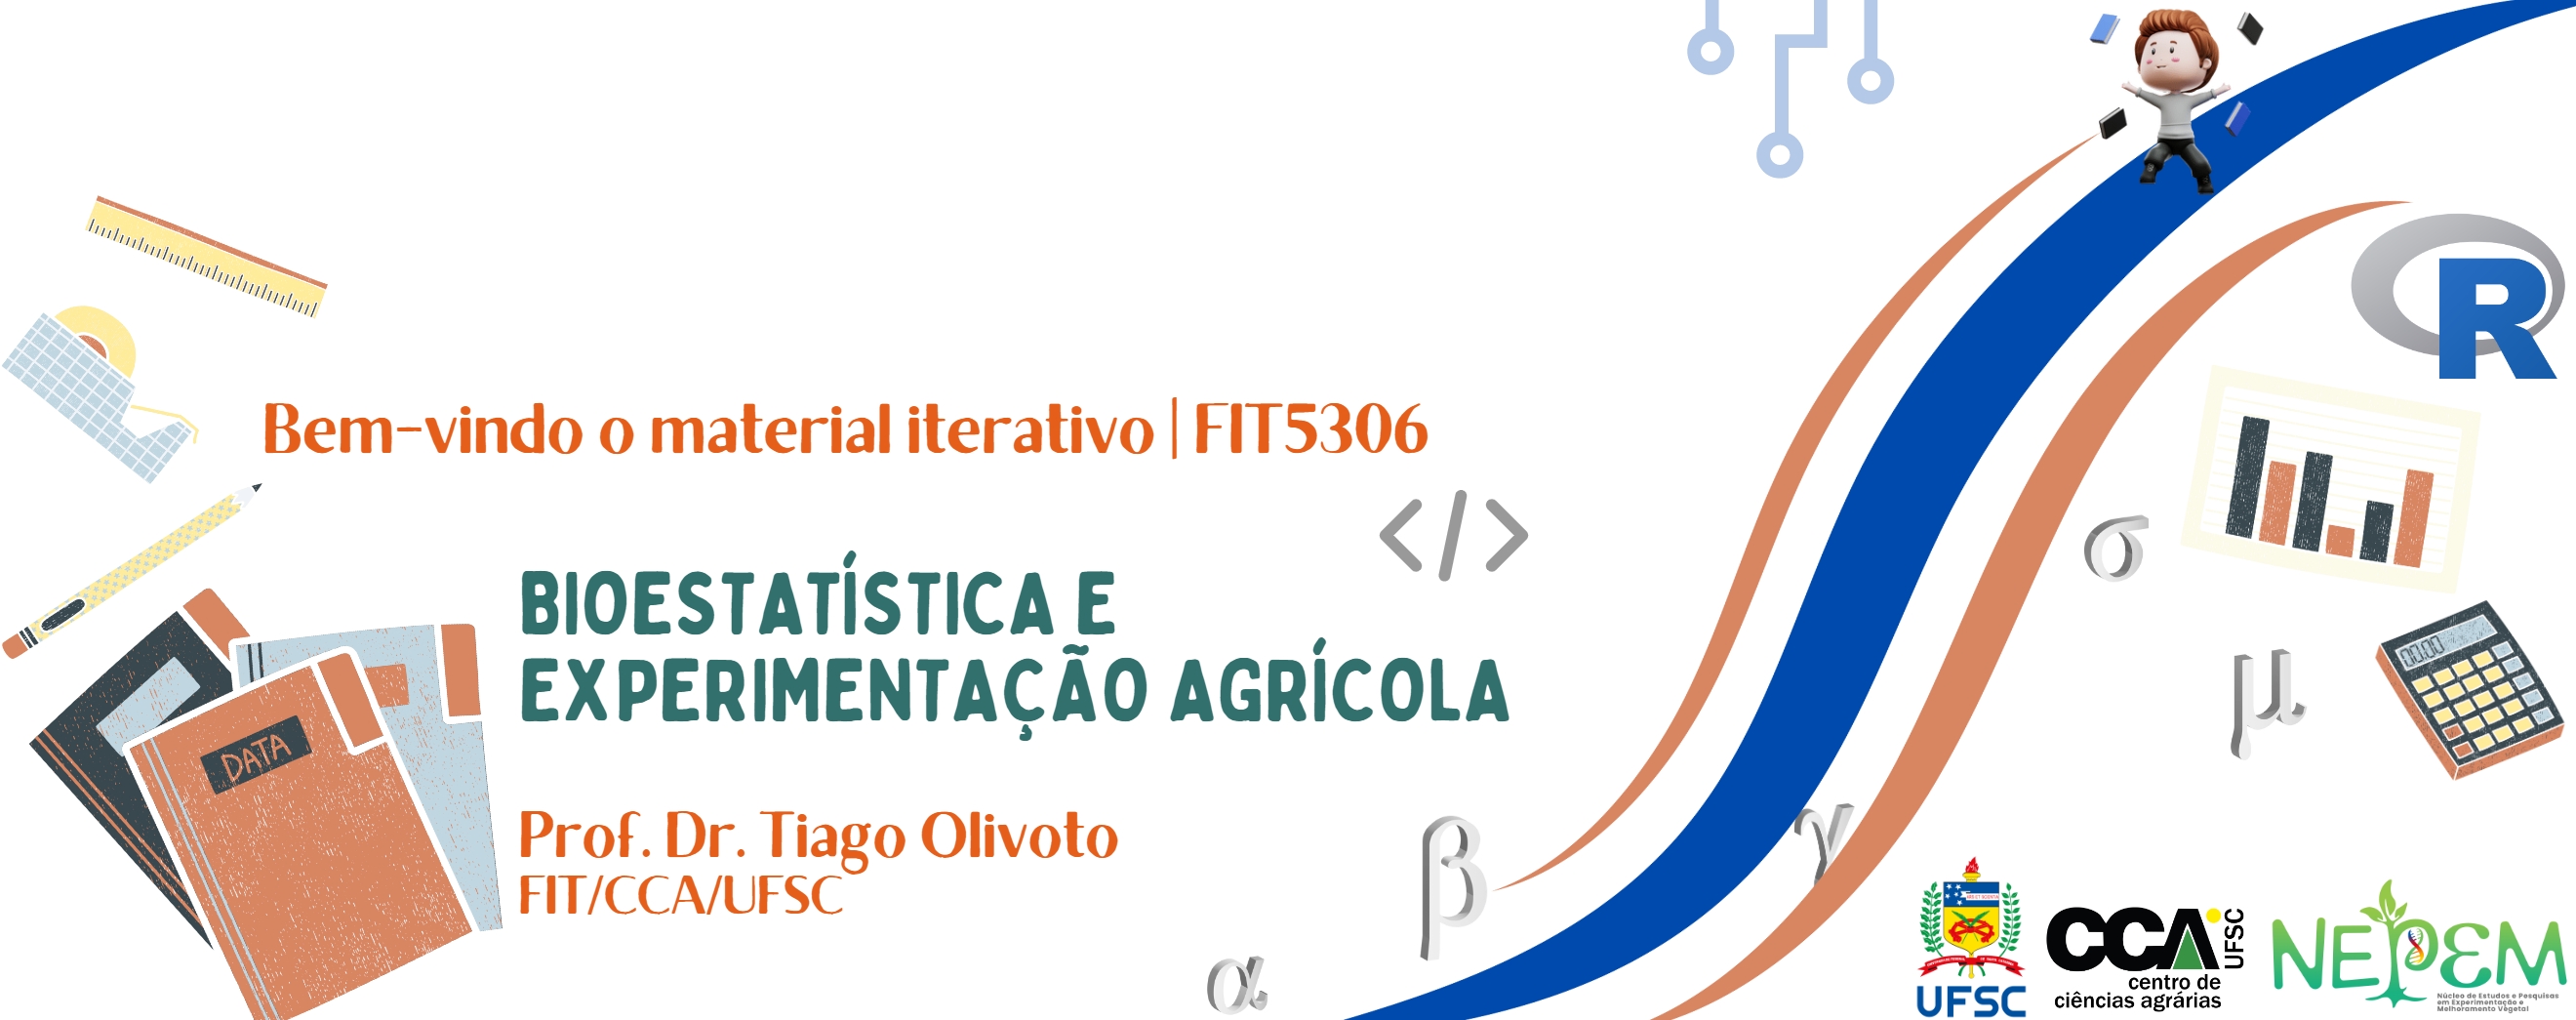 Bem-vindo o material iterativo | FIT5306
</>
BIOESTATÍSTICA E
EXPERIMENTAÇÃO AGRÍCOLA
Prof. Dr. Tiago Olivoto
FIT/CCA/UFSC
DATA
R
σ
μ
00:00
β
γ
α
UFSC
CCA UFSC
centro de
ciências agrárias
NEPEM
Núcleo de Estudos e Pesquisas
em Experimentação e
Melhoramento Vegetal